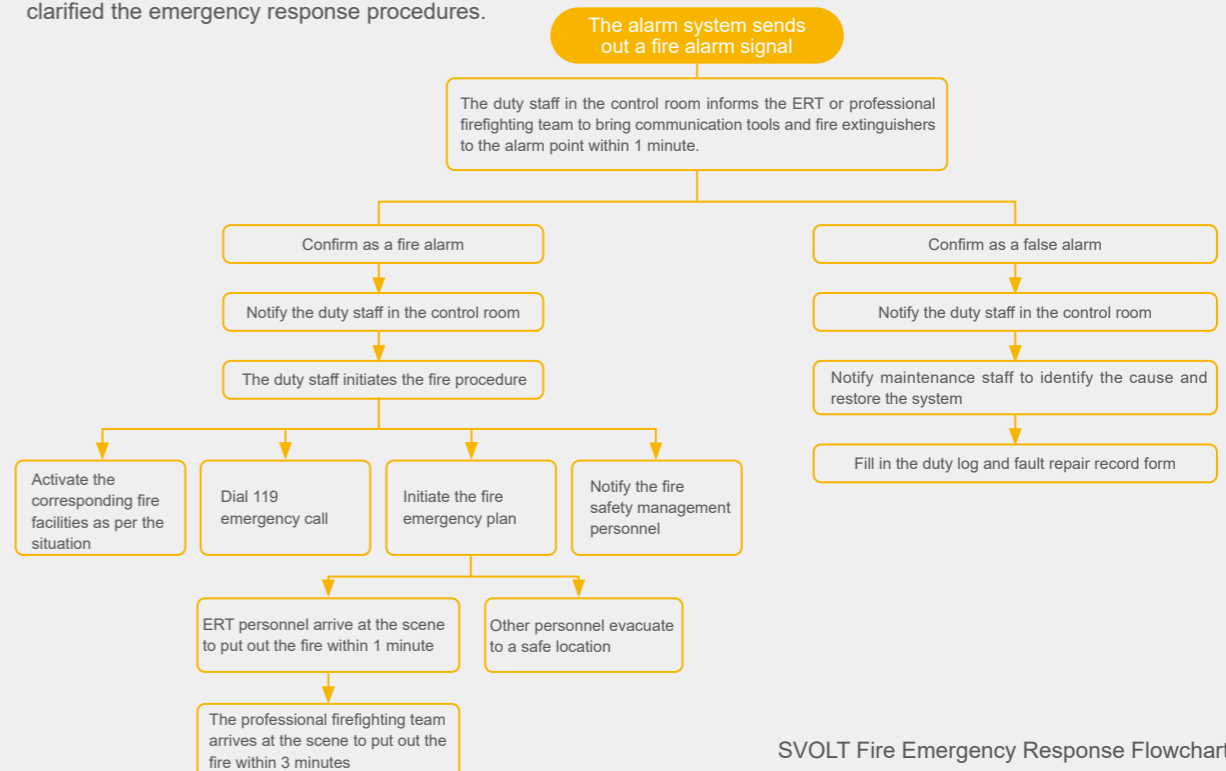 clarified the emergency response procedures.
The alarm system sends
out a fire alarm signal
The duty staff in the control room informs the ERT or professional
firefighting team to bring communication tools and fire extinguishers
to the alarm point within 1 minute.
Confirm as a fire alarm
Confirm as a false alarm
Notify the duty staff in the control room
Notify the duty staff in the control room
The duty staff initiates the fire procedure
Notify maintenance staff to identify the cause and
restore the system
Fill in the duty log and fault repair record form
Activate the
corresponding fire
facilities as per the
situation
Dial 119
emergency call
Initiate the fire
emergency plan
Notify the fire
safety management
personnel
ERT personnel arrive at the scene
to put out the fire within 1 minute
Other personnel evacuate
to a safe location
The professional firefighting team
arrives at the scene to put out the
fire within 3 minutes
SVOLT Fire Emergency Response Flowchart